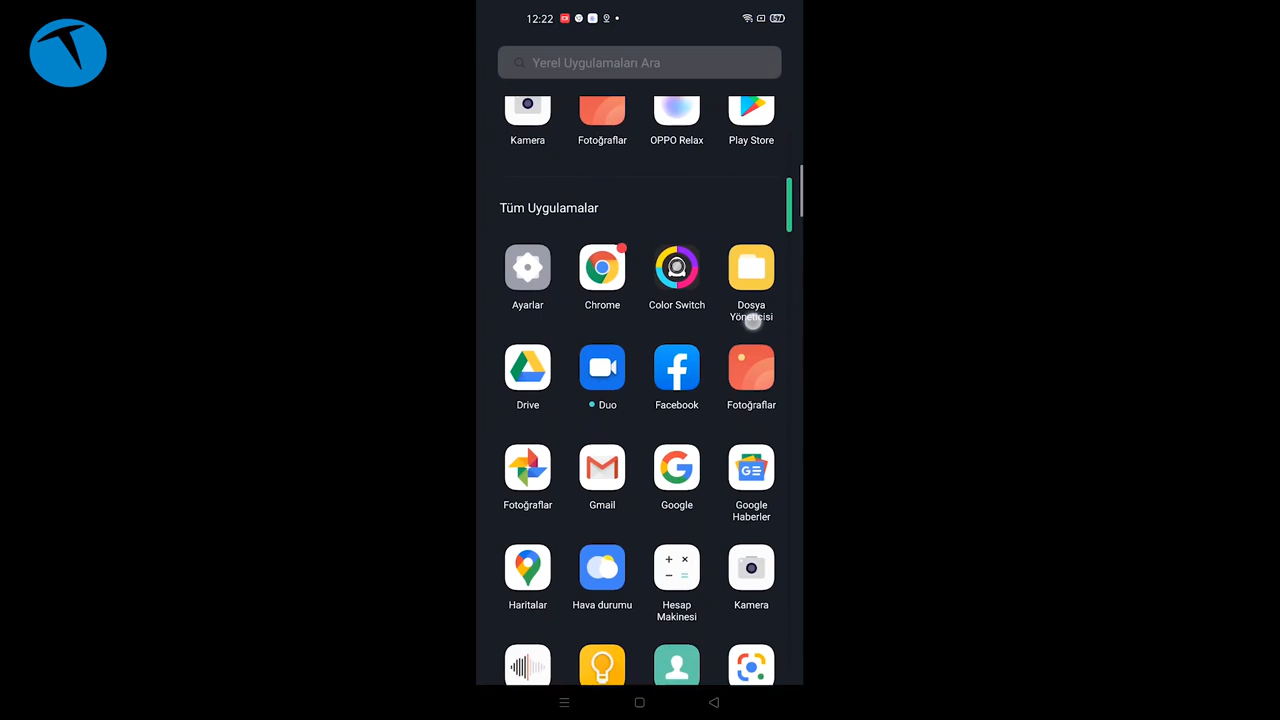 12:22
57
Yerel Uygulamaları Ara
Kamera
Fotoğraflar
OPPO Relax
Play Store
Tüm Uygulamalar
Ayarlar
Chrome
Color Switch
Dosya
Yöneticisi
Drive
Duo
Facebook
Fotoğraflar
Fotoğraflar
Gmail
Google
Google
Haberler
Haritalar
Hava durumu
Hesap
Makinesi
Kamera